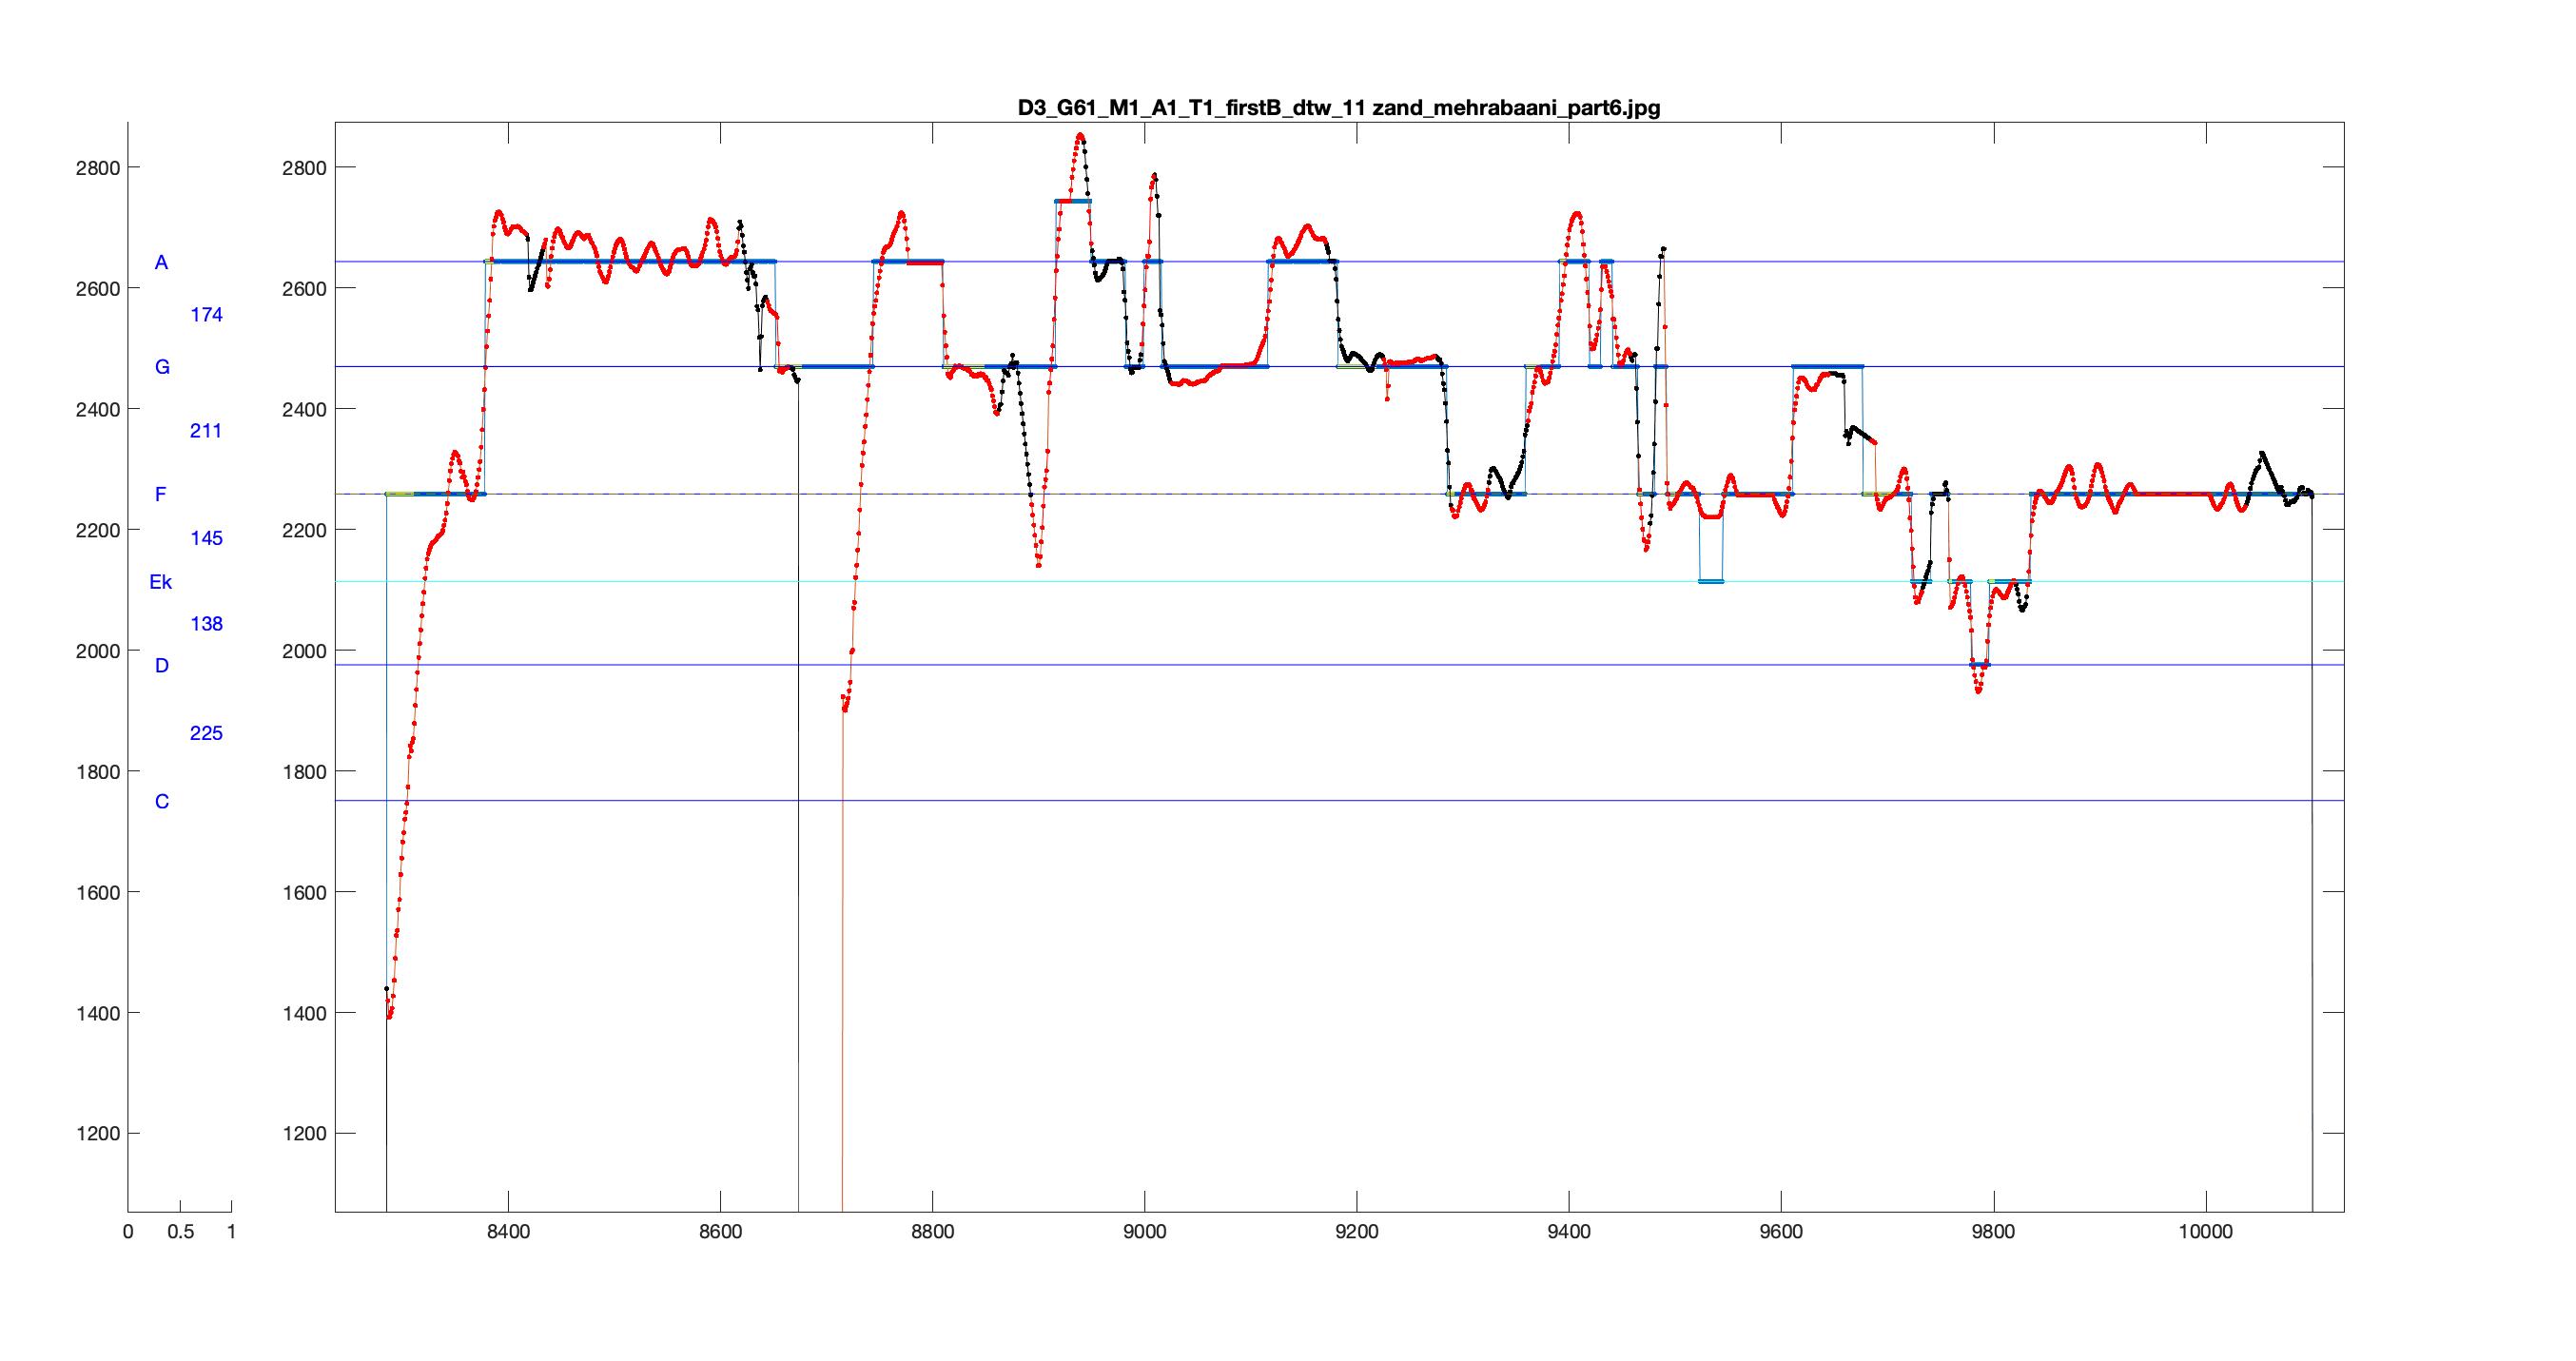 D3_G61_M1_A1_T1_firstB_dtw_11 zand_mehrabaani_part6.jpg
2800 2800
A
2600 2600
174
G
2400 2400
211
F
2200 2200
145
Ek
138
2000 2000
D
225
1800 1800
C
1600 1600
1400 1400
1200 1200
0 0.5 1 8400 8600 8800 9000 9200 9400 9600 9800 10000